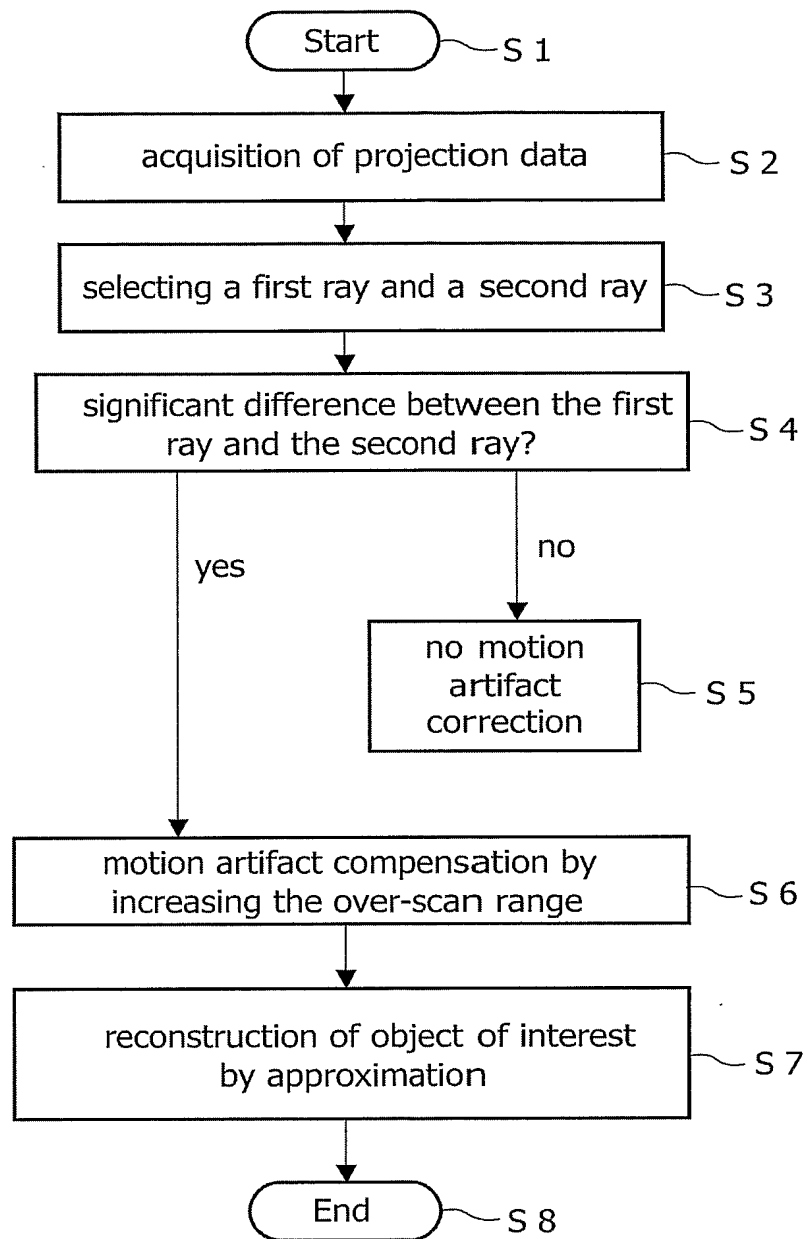 Start
S 1
acquisition of projection data
S 2
selecting a first ray and a second ray
S 3
significant difference between the first
ray and the second ray?
S 4
yes
no
no motion
artifact
correction
S 5
motion artifact compensation by
increasing the over-scan range
S 6
reconstruction of object of interest
by approximation
S 7
End
S 8